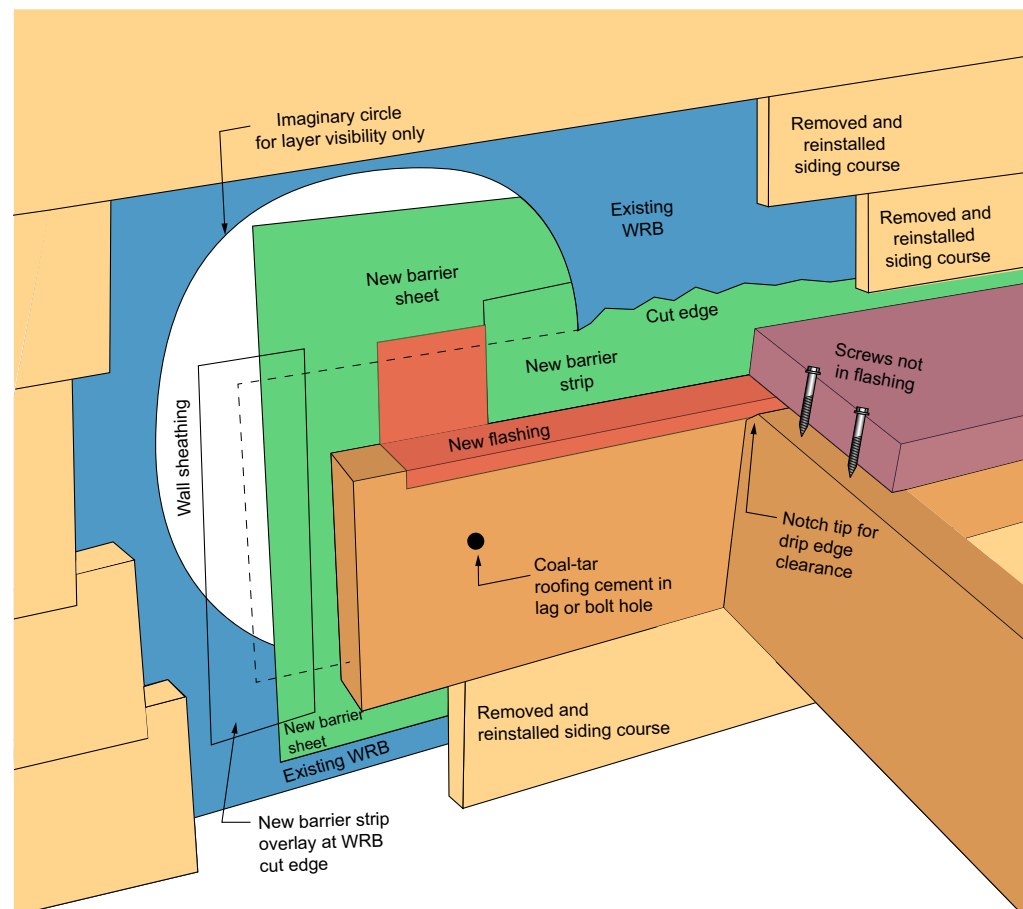 Imaginary circle
for layer visibility only
Removed and
reinstalled
siding course
Existing
WRB
Removed and
reinstalled
siding course
New barrier
sheet
Cut edge
New barrier
strip
Screws not
in flashing
Wall sheathing
New flashing
Notch tip for
drip edge
clearance
Coal-tar
roofing cement in
lag or bolt hole
New barrier
sheet
Existing WRB
Removed and
reinstalled siding course
New barrier strip
overlay at WRB
cut edge